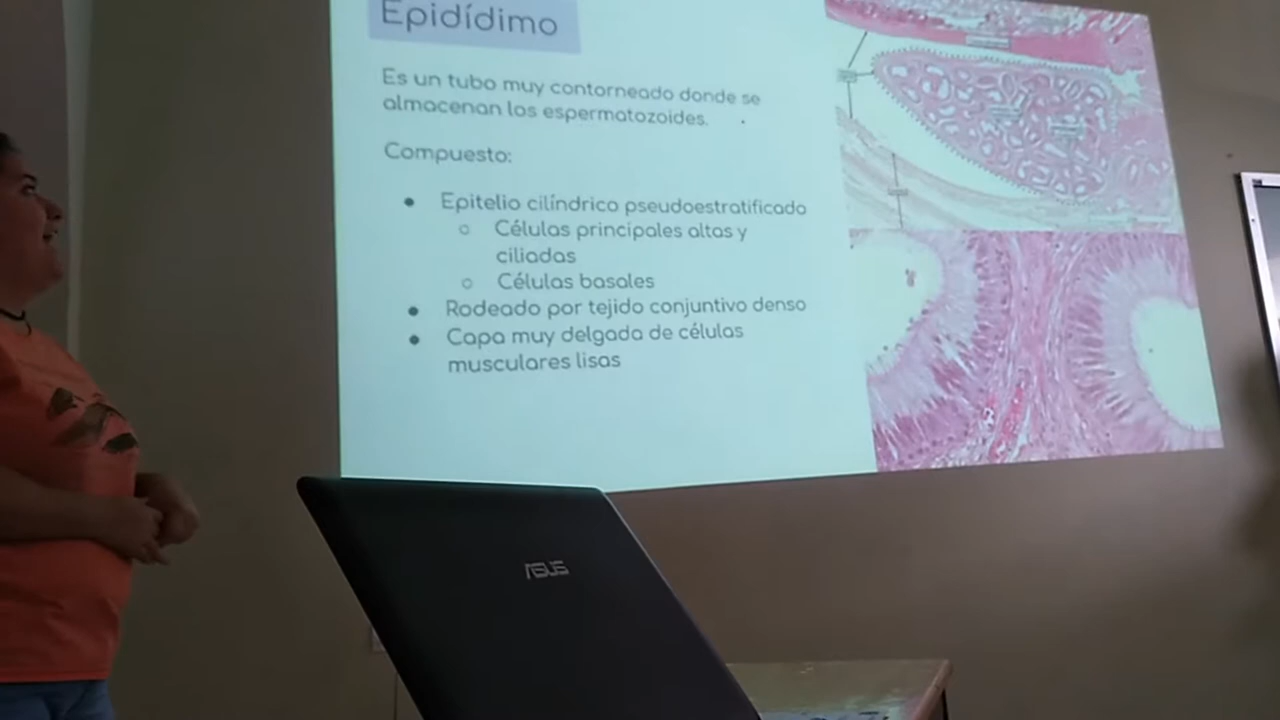 Epidídimo
Es un tubo muy contorneado donde se
almacenan los espermatozoides.
Compuesto:
Epitelio cilíndrico pseudoestratificado
Células principales altas y
ciliadas
Células basales
Rodeado por tejido conjuntivo denso
Capa muy delgada de células
musculares lisas
ASUS